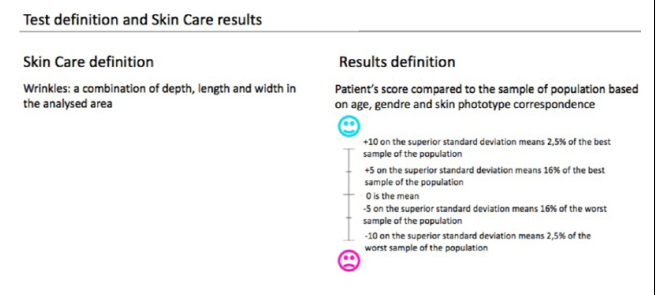 Test definition and Skin Care results
Skin Care definition
Wrinkles: a combination of depth, length and width in
the analysed area
Results definition
Patient's score compared to the sample of population based
on age, gendre and skin phototype correspondence
+10 on the superior standard deviation means 2,5% of the best
sample of the population
+5 on the superior standard deviation means 16% of the best
sample of the population
0 is the mean
-5 on the superior standard deviation means 16% of the worst
sample of the population
-10 on the superior standard deviation means 2,5% of the
worst sample of the population